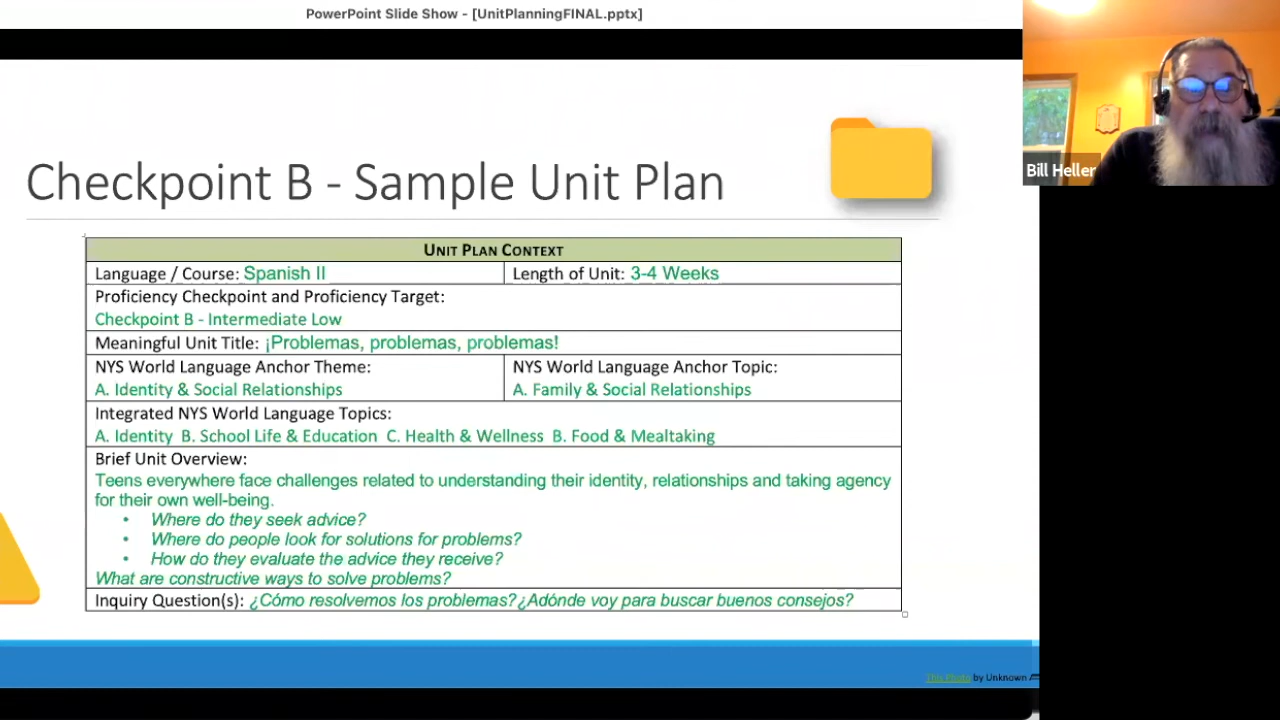 PowerPoint Slide Show - [UnitPlanningFINAL.pptx]
Bill Heller
Checkpoint B - Sample Unit Plan
UNIT PLAN CONTEXT
Language / Course: Spanish II
Length of Unit: 3-4 Weeks
Proficiency Checkpoint and Proficiency Target:
Checkpoint B - Intermediate Low
Meaningful Unit Title: ¡Problemas, problemas, problemas!
NYS World Language Anchor Theme:
A. Identity & Social Relationships
NYS World Language Anchor Topic:
A. Family & Social Relationships
Integrated NYS World Language Topics:
A. Identity B. School Life & Education C. Health & Wellness B. Food & Mealtaking
Brief Unit Overview:
Teens everywhere face challenges related to understanding their identity, relationships and taking agency
for their own well-being.
• Where do they seek advice?
• Where do people look for solutions for problems?
• How do they evaluate the advice they receive?
What are constructive ways to solve problems?
Inquiry Question(s): ¿Cómo resolvemos los problemas? ¿Adónde voy para buscar buenos consejos?
This Photo by Unknown